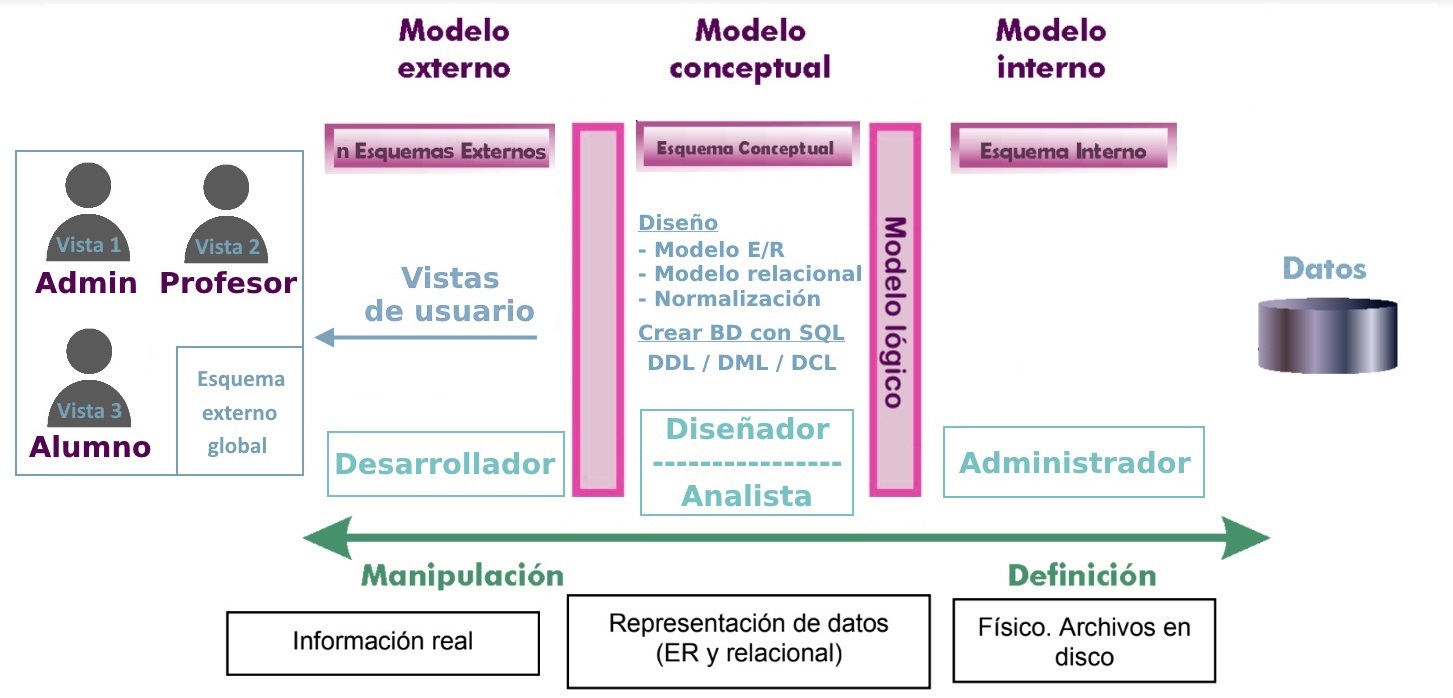 Modelo
externo
Modelo
conceptual
Modelo
interno
n Esquemas Externos
Esquema Conceptual
Esquema Interno
Vista 1
Admin
Vista 2
Profesor
Vista 3
Alumno
Esquema
externo
global
Vistas
de usuario
Desarrollador
Diseño
- Modelo E/R
- Modelo relacional
- Normalización
Crear BD con SQL
DDL / DML / DCL
Diseñador
----------------
Analista
Modelo lógico
Administrador
Datos
Manipulación
Definición
Información real
Representación de datos
(ER y relacional)
Físico. Archivos en
disco